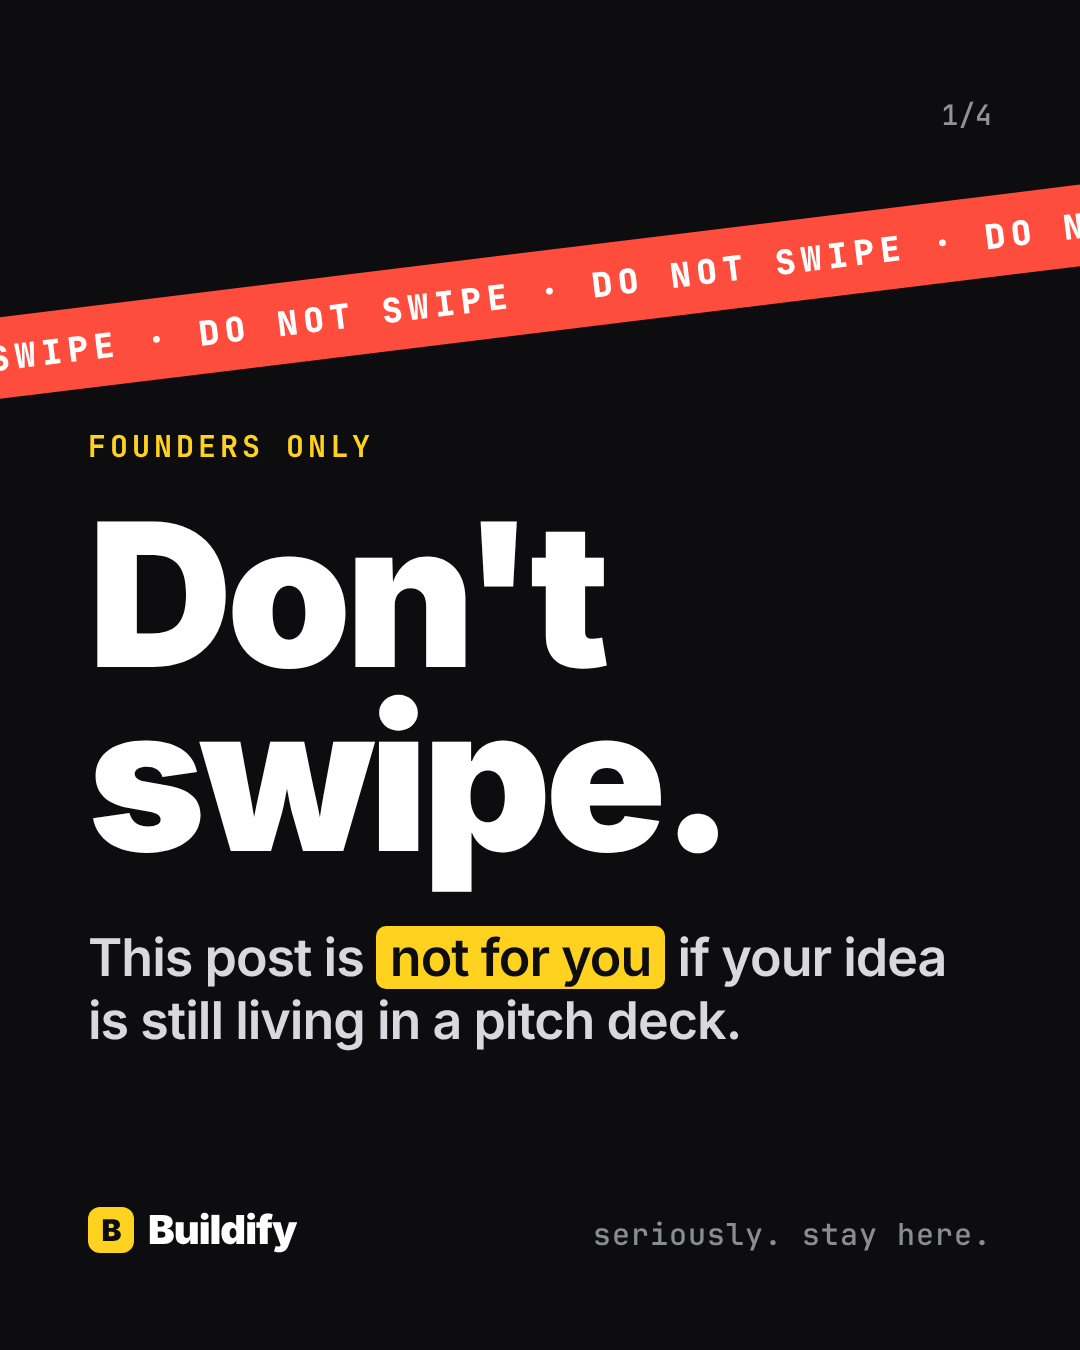 1/4
SWIPE · DO NOT SWIPE · DO NOT SWIPE · DO N
FOUNDERS ONLY
Don't
swipe.
This post is not for you if your idea
is still living in a pitch deck.
B Buildify
seriously. stay here.